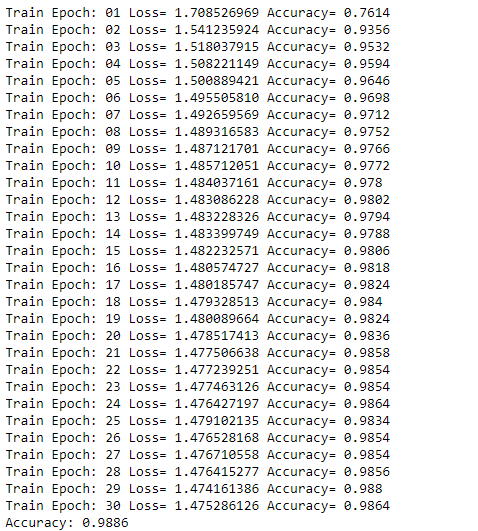 Train Epoch: 01 Loss= 1.708526969 Accuracy= 0.7614
Train Epoch: 02 Loss= 1.541235924 Accuracy= 0.9356
Train Epoch: 03 Loss= 1.518037915 Accuracy= 0.9532
Train Epoch: 04 Loss= 1.508221149 Accuracy= 0.9594
Train Epoch: 05 Loss= 1.500889421 Accuracy= 0.9646
Train Epoch: 06 Loss= 1.495505810 Accuracy= 0.9698
Train Epoch: 07 Loss= 1.492659569 Accuracy= 0.9712
Train Epoch: 08 Loss= 1.489316583 Accuracy= 0.9752
Train Epoch: 09 Loss= 1.487121701 Accuracy= 0.9766
Train Epoch: 10 Loss= 1.485712051 Accuracy= 0.9772
Train Epoch: 11 Loss= 1.484037161 Accuracy= 0.978
Train Epoch: 12 Loss= 1.483086228 Accuracy= 0.9802
Train Epoch: 13 Loss= 1.483228326 Accuracy= 0.9794
Train Epoch: 14 Loss= 1.483399749 Accuracy= 0.9788
Train Epoch: 15 Loss= 1.482232571 Accuracy= 0.9806
Train Epoch: 16 Loss= 1.480574727 Accuracy= 0.9818
Train Epoch: 17 Loss= 1.480185747 Accuracy= 0.9824
Train Epoch: 18 Loss= 1.479328513 Accuracy= 0.984
Train Epoch: 19 Loss= 1.480089664 Accuracy= 0.9824
Train Epoch: 20 Loss= 1.478517413 Accuracy= 0.9836
Train Epoch: 21 Loss= 1.477506638 Accuracy= 0.9858
Train Epoch: 22 Loss= 1.477239251 Accuracy= 0.9854
Train Epoch: 23 Loss= 1.477463126 Accuracy= 0.9854
Train Epoch: 24 Loss= 1.476427197 Accuracy= 0.9864
Train Epoch: 25 Loss= 1.479102135 Accuracy= 0.9834
Train Epoch: 26 Loss= 1.476528168 Accuracy= 0.9854
Train Epoch: 27 Loss= 1.476710558 Accuracy= 0.9854
Train Epoch: 28 Loss= 1.476415277 Accuracy= 0.9856
Train Epoch: 29 Loss= 1.474161386 Accuracy= 0.988
Train Epoch: 30 Loss= 1.475286126 Accuracy= 0.9864
Accuracy: 0.9886